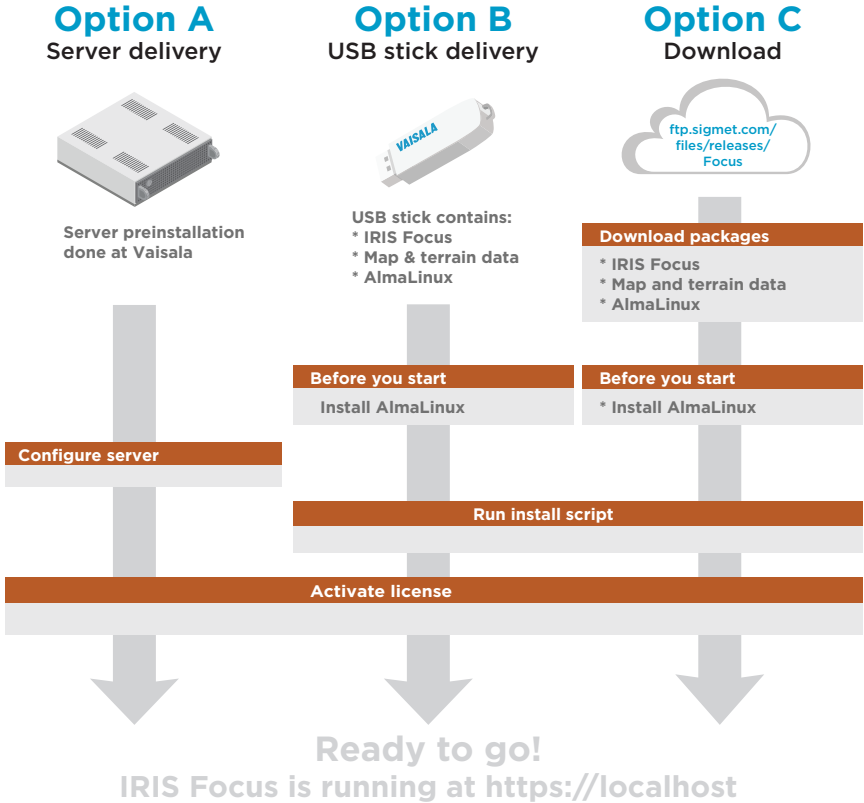 Option A
Server delivery
Server preinstallation
done at Vaisala
Configure server
Option B
USB stick delivery
VAISALA
USB stick contains:
* IRIS Focus
* Map & terrain data
* AlmaLinux
Before you start
Install AlmaLinux
Option C
Download
ftp.sigmet.com/
files/releases/
Focus
Download packages
* IRIS Focus
* Map and terrain data
* AlmaLinux
Before you start
* Install AlmaLinux
Run install script
Activate license
Ready to go!
IRIS Focus is running at https://localhost